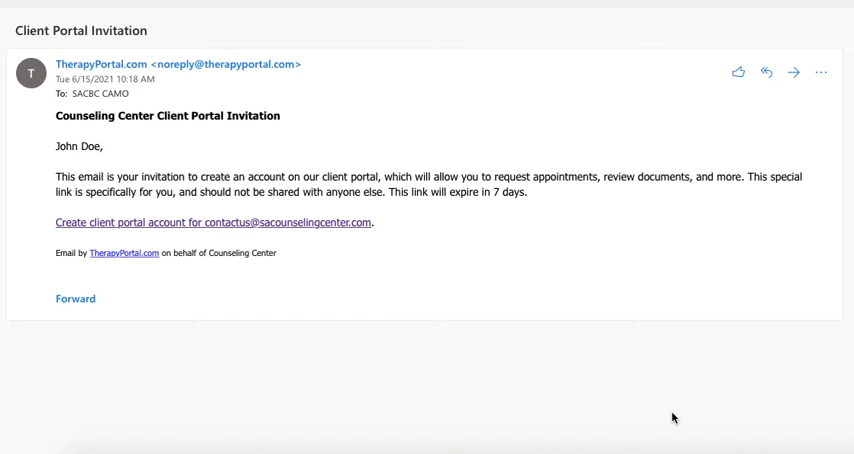 Client Portal Invitation
T
TherapyPortal.com <noreply@therapyportal.com>
Tue 6/15/2021 10:18 AM
To: SACBC CAMO
Counseling Center Client Portal Invitation
John Doe,
This email is your invitation to create an account on our client portal, which will allow you to request appointments, review documents, and more. This special
link is specifically for you, and should not be shared with anyone else. This link will expire in 7 days.
Create client portal account for contactus@sacounselingcenter.com.
Email by TherapyPortal.com on behalf of Counseling Center
Forward